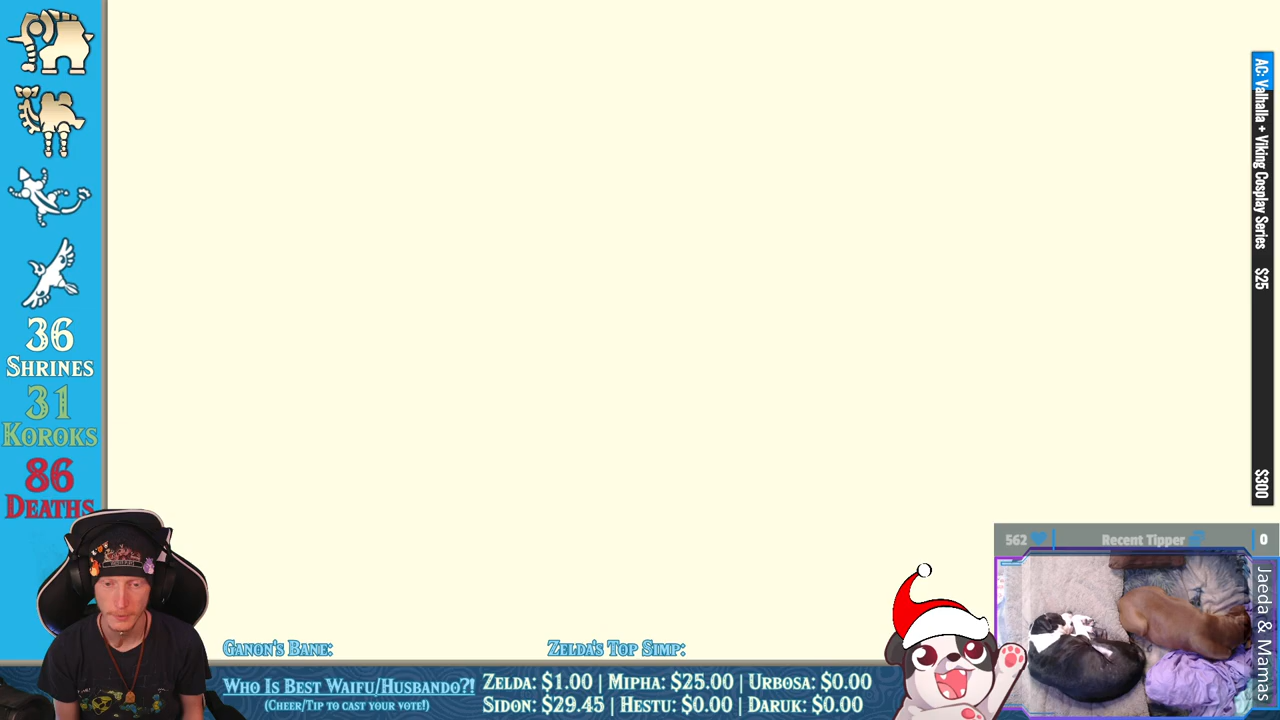 36
SHRINES
31
KOROKS
86
DEATHS
AC: Valhalla + Viking Cosplay Series $25 $300
562
Recent Tipper
0
Jaeda & Mamas
GANON'S BANE:
ZELDA'S TOP SIMP:
WHO IS BEST WAIFU/HUSBANDO?!
(CHEER/TIP TO CAST YOUR VOTE!)
ZELDA: $1.00 | MIPHA: $25.00 | URBOSA: $0.00
SIDON: $29.45 | HESTU: $0.00 | DARUK: $0.00